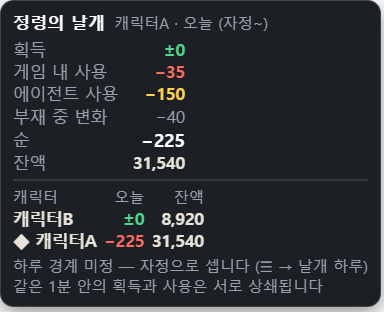 정령의 날개 캐릭터A · 오늘 (자정~)
획득 ±0
게임 내 사용 −35
에이전트 사용 −150
부재 중 변화 −40
순 −225
잔액 31,540
캐릭터 오늘 잔액
캐릭터B ±0 8,920
◆ 캐릭터A −225 31,540
하루 경계 미정 — 자정으로 셉니다 (☰ → 날개 하루)
같은 1분 안의 획득과 사용은 서로 상쇄됩니다